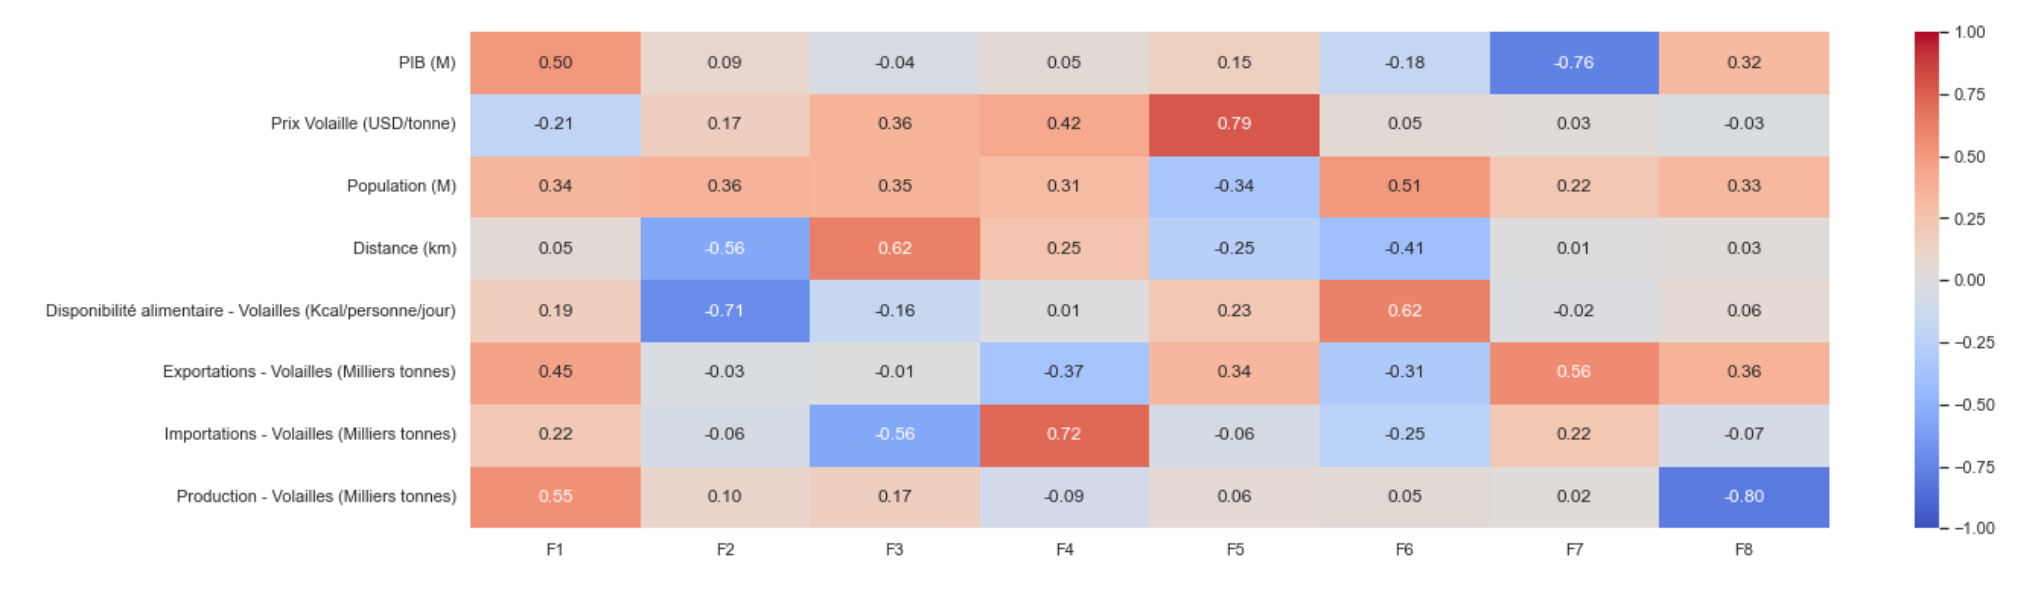 PIB (M) 0.50 0.09 -0.04 0.05 0.15 -0.18 -0.76 0.32
Prix Volaille (USD/tonne) -0.21 0.17 0.36 0.42 0.79 0.05 0.03 -0.03
Population (M) 0.34 0.36 0.35 0.31 -0.34 0.51 0.22 0.33
Distance (km) 0.05 -0.56 0.62 0.25 -0.25 -0.41 0.01 0.03
Disponibilité alimentaire - Volailles (Kcal/personne/jour) 0.19 -0.71 -0.16 0.01 0.23 0.62 -0.02 0.06
Exportations - Volailles (Milliers tonnes) 0.45 -0.03 -0.01 -0.37 0.34 -0.31 0.56 0.36
Importations - Volailles (Milliers tonnes) 0.22 -0.06 -0.56 0.72 -0.06 -0.25 0.22 -0.07
Production - Volailles (Milliers tonnes) 0.55 0.10 0.17 -0.09 0.06 0.05 0.02 -0.80
F1 F2 F3 F4 F5 F6 F7 F8
1.00
0.75
0.50
0.25
0.00
−0.25
−0.50
−0.75
−1.00